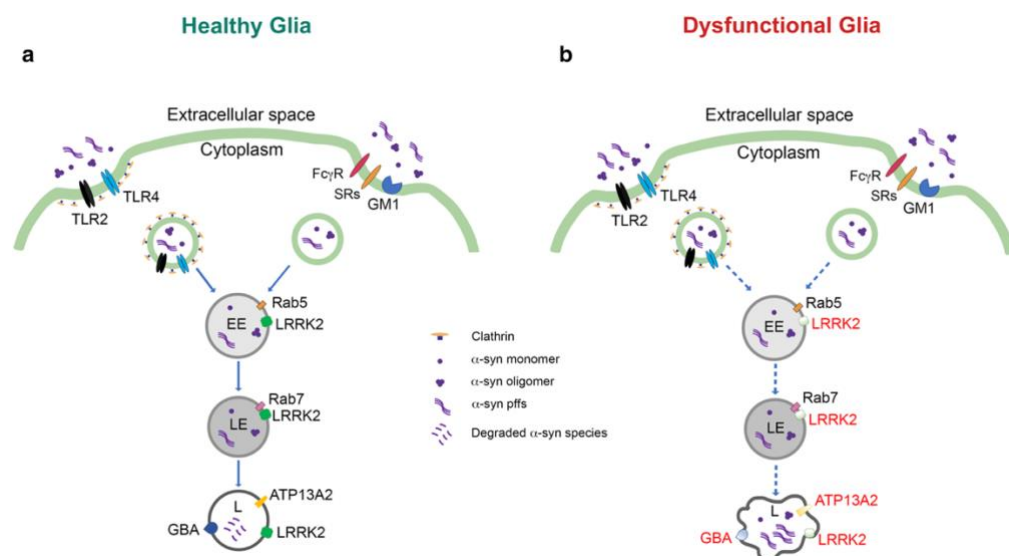 Healthy Glia
a
Extracellular space
Cytoplasm
TLR4
TLR2
FcγR
SRs
GM1
Rab5
EE
LRRK2
Rab7
LRRK2
LE
ATP13A2
L
GBA
LRRK2
Clathrin
α-syn monomer
α-syn oligomer
α-syn pffs
Degraded α-syn species
Dysfunctional Glia
b
Extracellular space
Cytoplasm
TLR4
TLR2
FcγR
SRs
GM1
Rab5
EE
LRRK2
Rab7
LRRK2
LE
ATP13A2
L
GBA
LRRK2